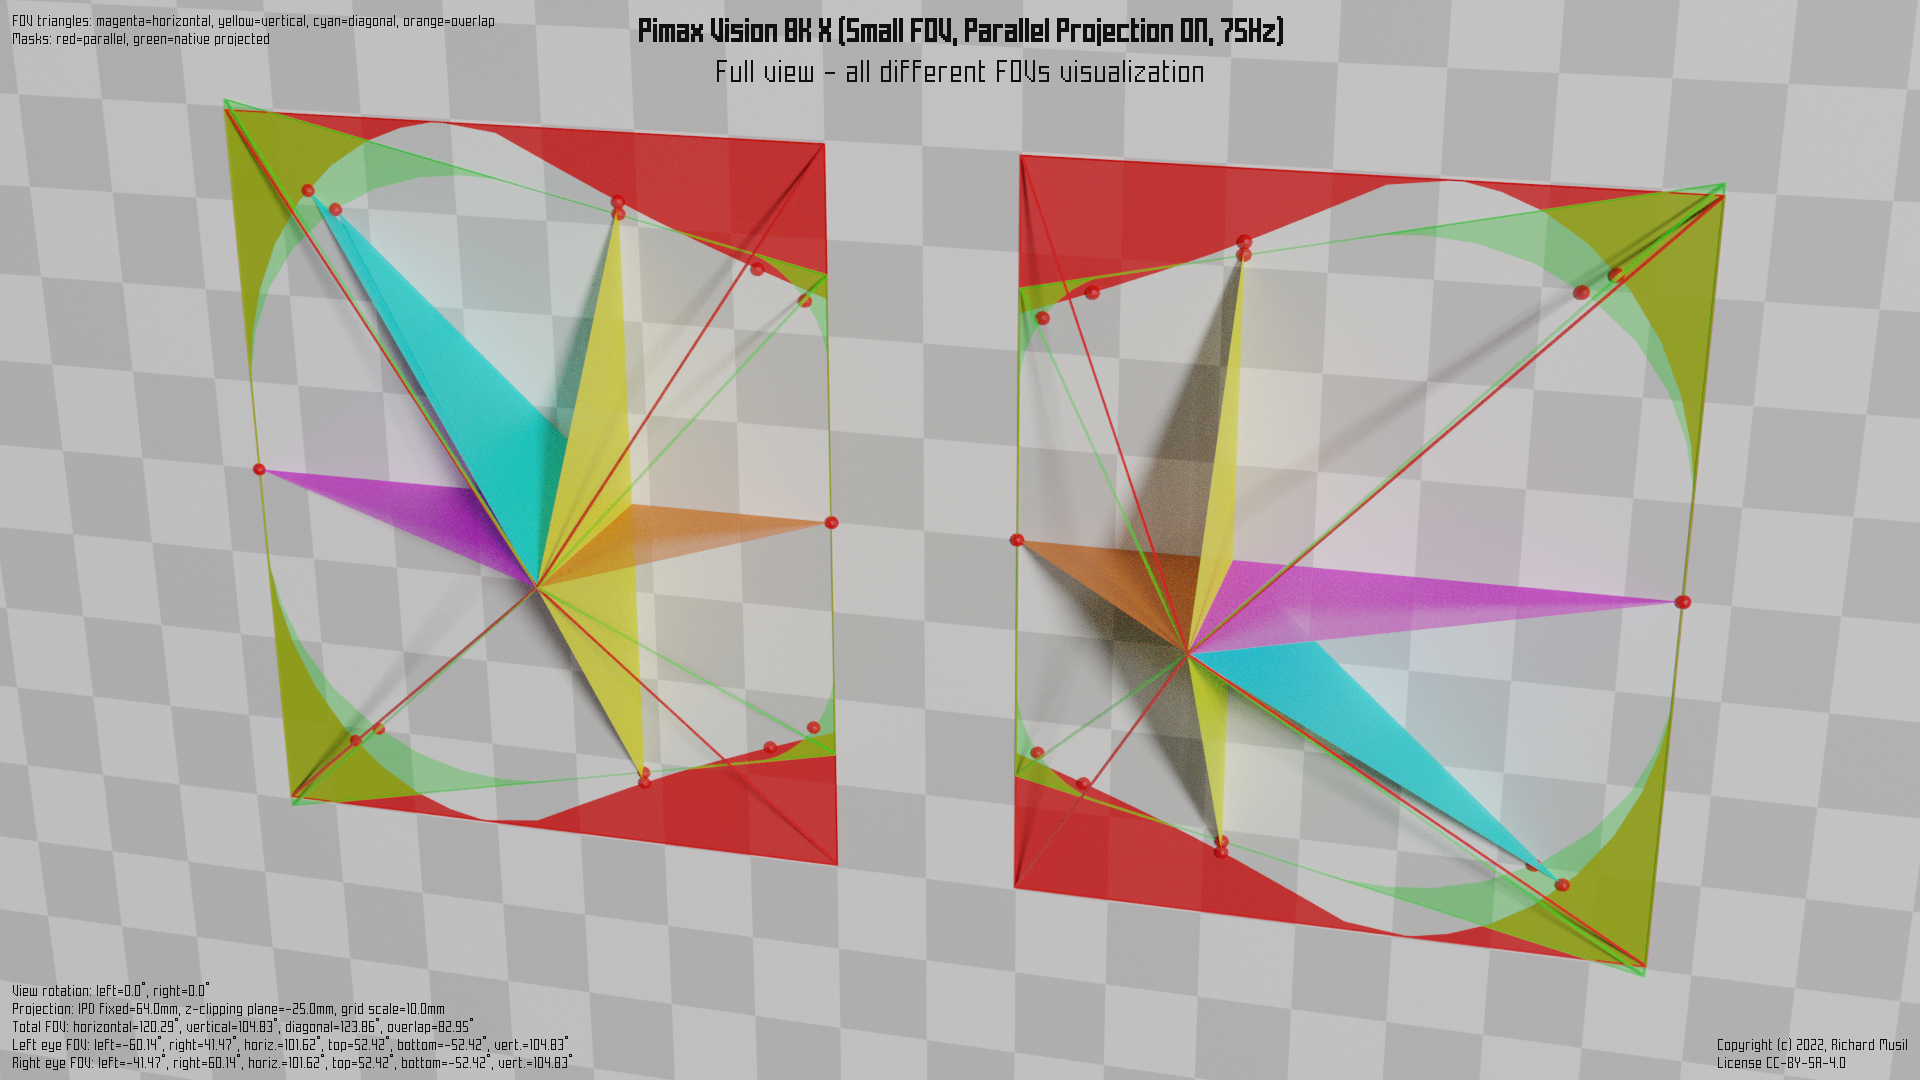 FOV triangles: magenta=horizontal, yellow=vertical, cyan=diagonal, orange=overlap
Masks: red=parallel, green=native projected
Pimax Vision 8K X (Small FOV, Parallel Projection ON, 75Hz)
Full view - all different FOVs visualization
View rotation: left=0.0°, right=0.0°
Projection: IPD fixed=64.0mm, z-clipping plane=-25.0mm, grid scale=10.0mm
Total FOV: horizontal=120.29°, vertical=104.83°, diagonal=123.86°, overlap=82.95°
Left eye FOV: left=-60.14°, right=41.47°, horiz.=101.62°, top=52.42°, bottom=-52.42°, vert.=104.83°
Right eye FOV: left=-41.47°, right=60.14°, horiz.=101.62°, top=52.42°, bottom=-52.42°, vert.=104.83°
Copyright (c) 2022, Richard Musil
License CC-BY-SA-4.0